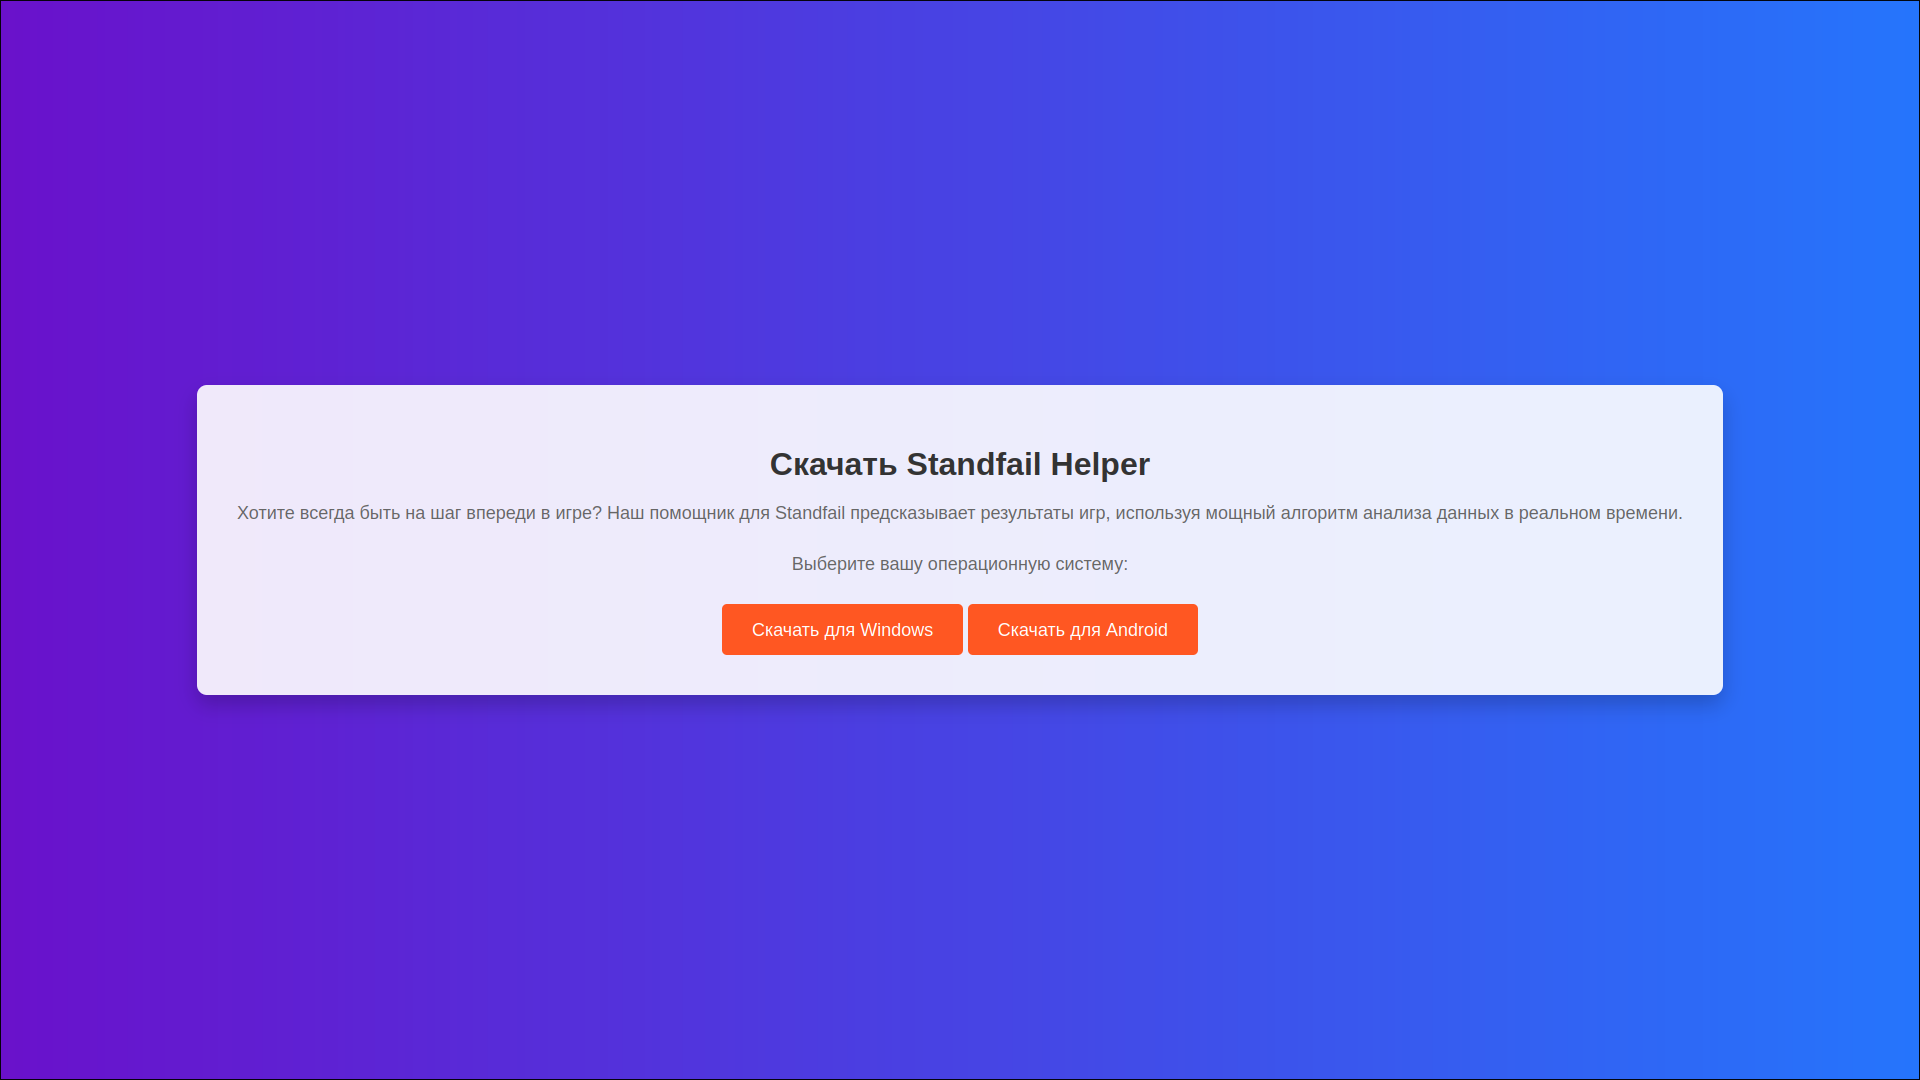 Скачать Standfail Helper
Хотите всегда быть на шаг впереди в игре? Наш помощник для Standfail предсказывает результаты игр, используя мощный алгоритм анализа данных в реальном времени.
Выберите вашу операционную систему:
Скачать для Windows
Скачать для Android